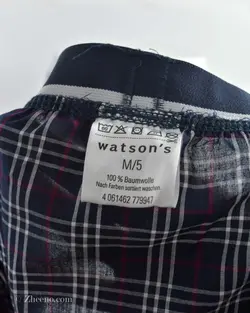 watson's
M/5
100 % Baumwolle
Nach Farben sortiert waschen
4 061462 779947
© Zheeno.com